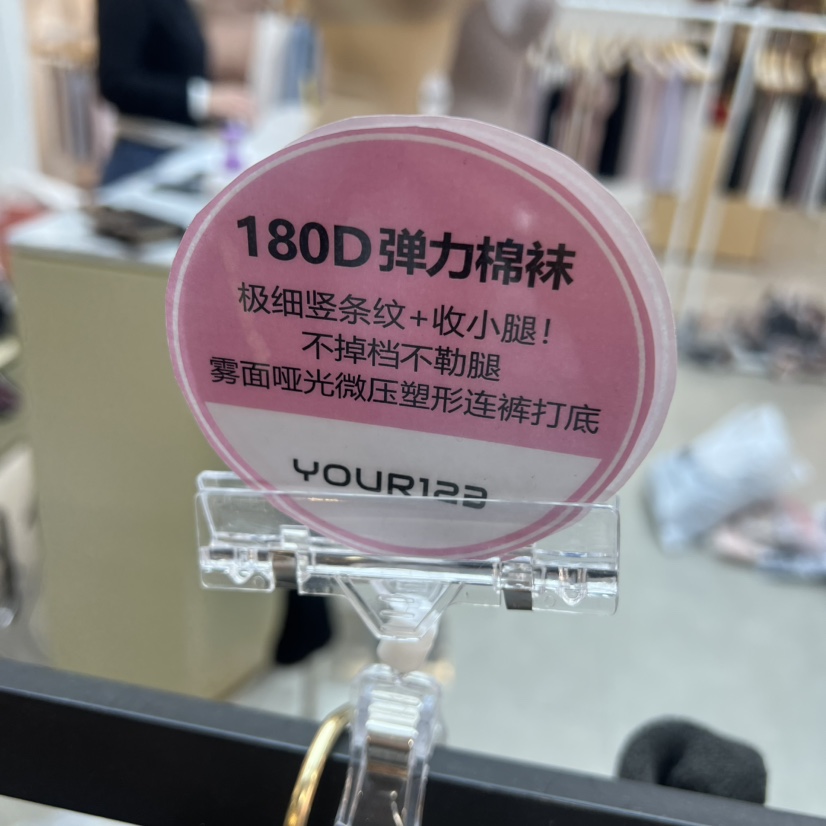 180D弹力棉袜
极细竖条纹+收小腿！
不掉档不勒腿
雾面哑光微压塑形连裤打底
YOUR123